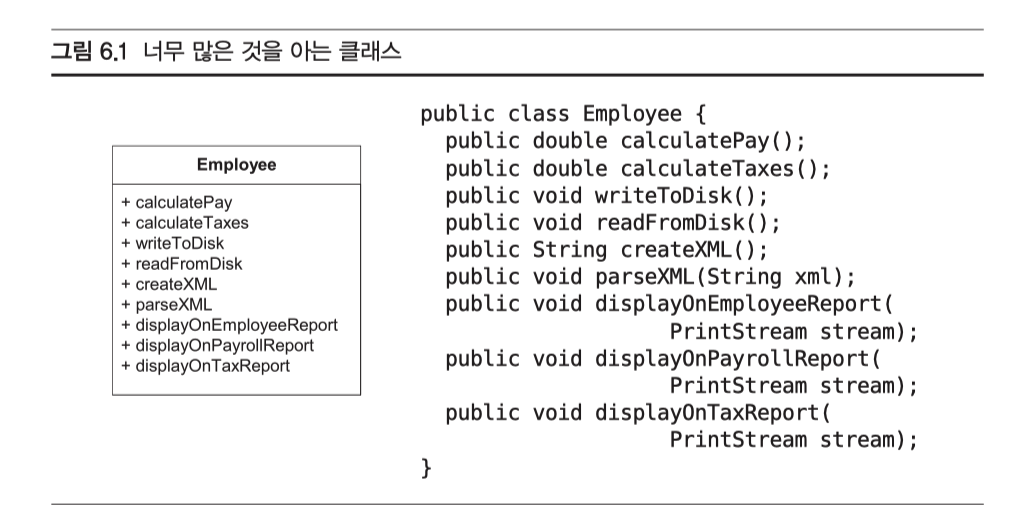 그림 6.1 너무 많은 것을 아는 클래스
Employee
+ calculatePay
+ calculateTaxes
+ writeToDisk
+ readFromDisk
+ createXML
+ parseXML
+ displayOnEmployeeReport
+ displayOnPayrollReport
+ displayOnTaxReport
public class Employee {
public double calculatePay();
public double calculateTaxes();
public void writeToDisk();
public void readFromDisk();
public String createXML();
public void parseXML(String xml);
public void displayOnEmployeeReport(
PrintStream stream);
public void displayOnPayrollReport(
PrintStream stream);
public void displayOnTaxReport(
PrintStream stream);
}